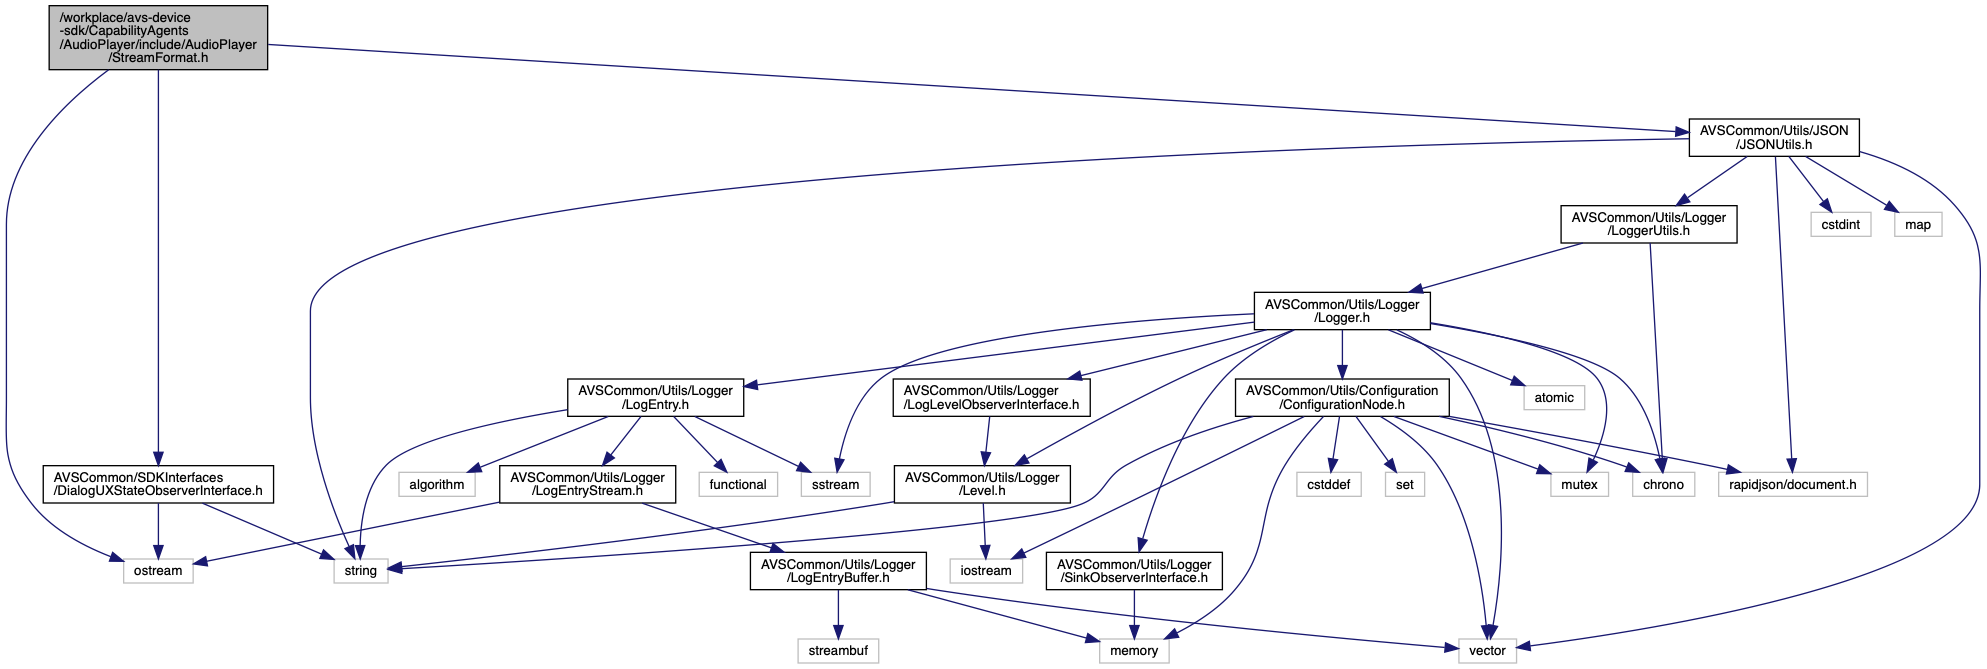 /workplace/avs-device
-sdk/CapabilityAgents
/AudioPlayer/include/AudioPlayer
/StreamFormat.h
AVSCommon/Utils/JSON
/JSONUtils.h
AVSCommon/Utils/Logger
/LoggerUtils.h
cstdint
map
AVSCommon/Utils/Logger
/Logger.h
AVSCommon/Utils/Logger
/LogEntry.h
AVSCommon/Utils/Logger
/LogLevelObserverInterface.h
AVSCommon/Utils/Configuration
/ConfigurationNode.h
atomic
AVSCommon/SDKInterfaces
/DialogUXStateObserverInterface.h
algorithm
AVSCommon/Utils/Logger
/LogEntryStream.h
functional
sstream
AVSCommon/Utils/Logger
/Level.h
cstddef
set
mutex
chrono
rapidjson/document.h
ostream
string
AVSCommon/Utils/Logger
/LogEntryBuffer.h
iostream
AVSCommon/Utils/Logger
/SinkObserverInterface.h
streambuf
memory
vector